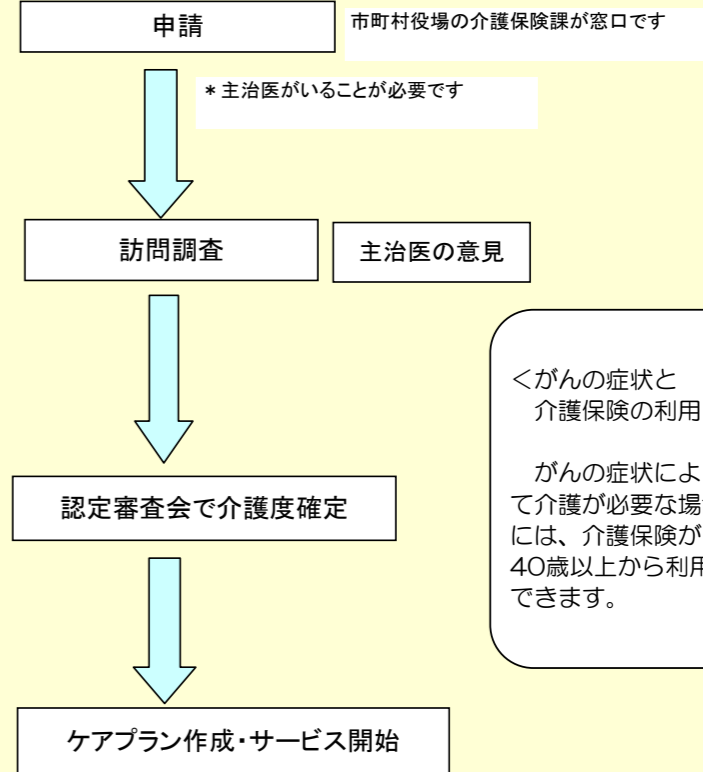 申請
市町村役場の介護保険課が窓口です
＊主治医がいることが必要です
訪問調査
主治医の意見
＜がんの症状と
介護保険の利用
がんの症状によ
て介護が必要な場
には、介護保険が
40歳以上から利用
できます。
認定審査会で介護度確定
ケアプラン作成・サービス開始